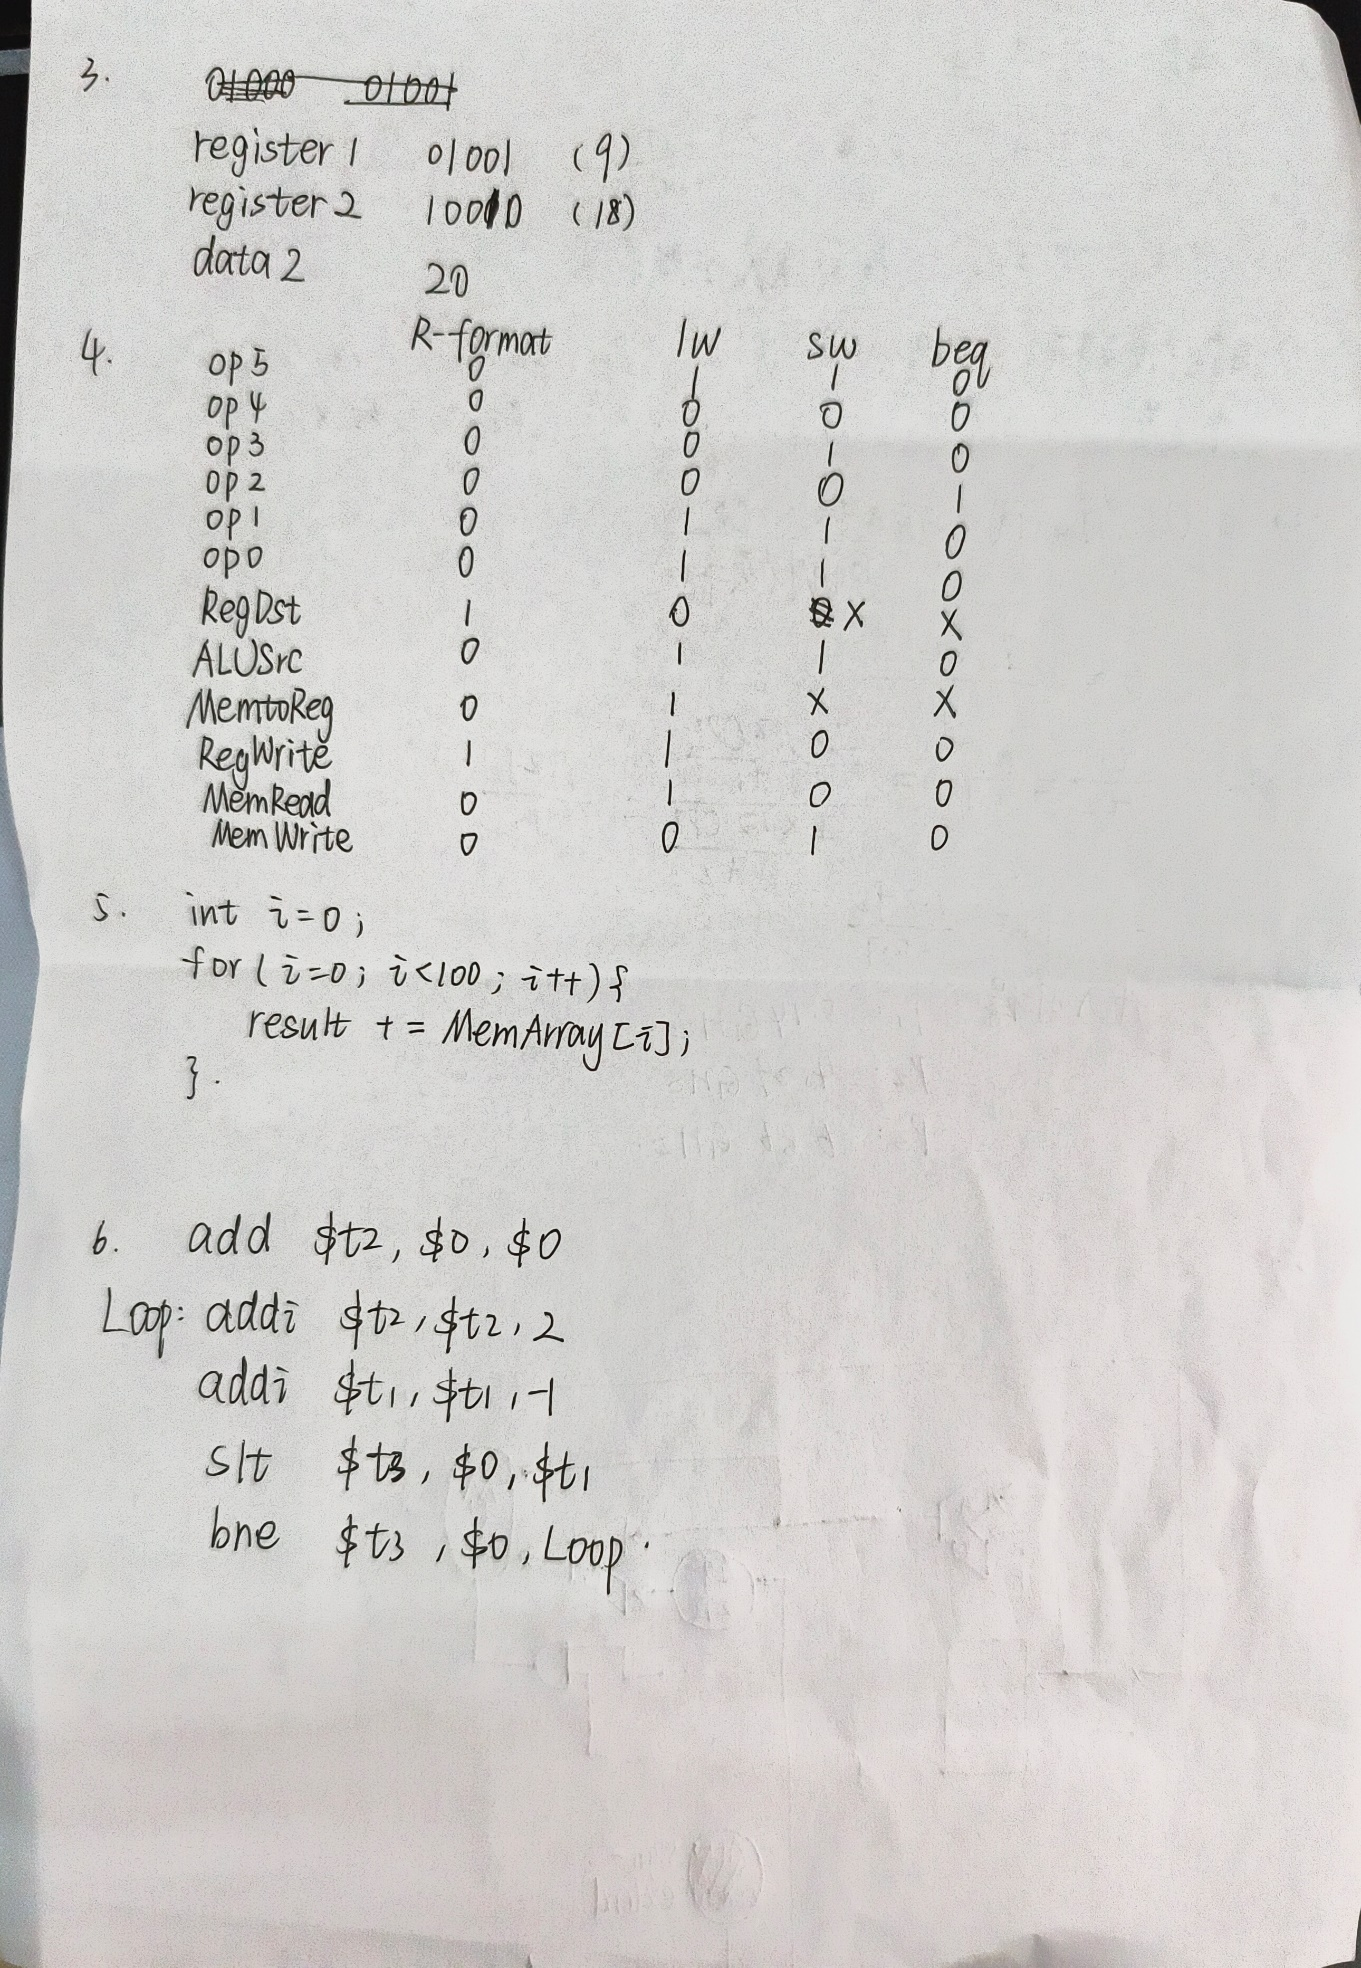 3.
register 1 01001 (9)
register 2 10010 (18)
data 2 20
4. R-format lw sw beq
op5 0 1 1 0
op4 0 0 0 0
op3 0 0 1 0
op2 0 0 0 1
op1 0 1 1 0
op0 0 1 1 0
RegDst 1 0 X X
ALUSrc 0 1 1 0
MemtoReg 0 1 X X
RegWrite 1 1 0 0
MemRead 0 1 0 0
MemWrite 0 0 1 0
5. int i=0;
for(i=0; i<100; i++){
result += MemArray[i];
}.
6. add $t2, $0, $0
Loop: addi $t2, $t2, 2
addi $t1, $t1, -1
slt $t3, $0, $t1
bne $t3, $0, Loop.